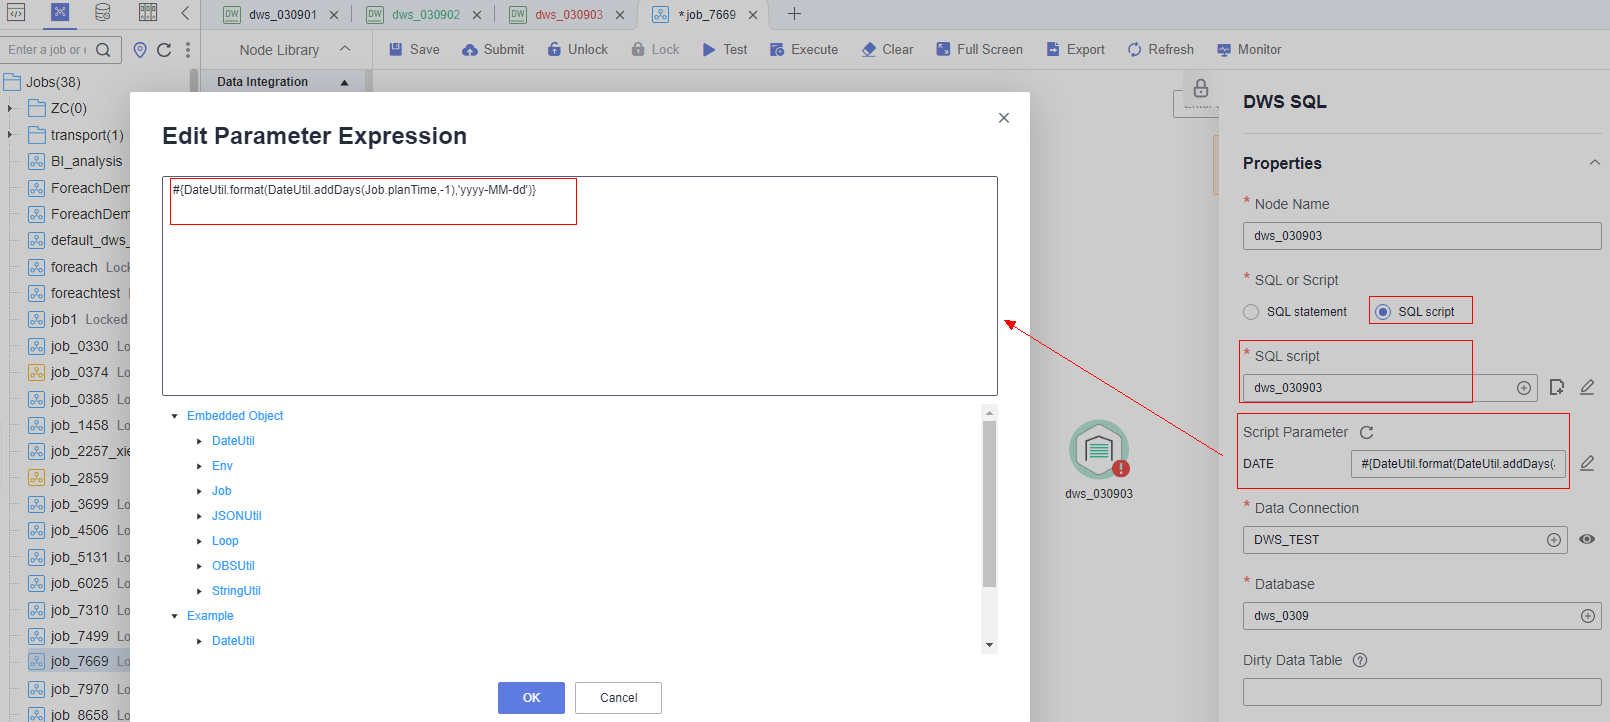 DW dws_030901
DW dws_030902
DW dws_030903
* job_7669
Enter a job or
Node Library
Save
Submit
Unlock
Lock
Test
Execute
Clear
Full Screen
Export
Refresh
Monitor
Jobs(38)
ZC(0)
transport(1)
BI_analysis
ForeachDem
ForeachDem
default_dws_
foreach Loc
foreachtest
job1 Locked
job_0330 Lo
job_0374 Lo
job_0385 Lo
job_1458 Lo
job_2257_xie
job_2859
job_3699 Lo
job_4506 Lo
job_5131 Lo
job_6025 Lo
job_7310 Lo
job_7499 Lo
job_7669 Lo
job_7970 Lo
job_8658 Lo
Data Integration
Edit Parameter Expression
#{DateUtil.format(DateUtil.addDays(Job.planTime,-1),'yyyy-MM-dd')}
Embedded Object
DateUtil
Env
Job
JSONUtil
Loop
OBSUtil
StringUtil
Example
DateUtil
OK
Cancel
dws_030903
DWS SQL
Properties
* Node Name
dws_030903
* SQL or Script
SQL statement
SQL script
* SQL script
dws_030903
Script Parameter
DATE
#{DateUtil.format(DateUtil.addDays(
* Data Connection
DWS_TEST
* Database
dws_0309
Dirty Data Table